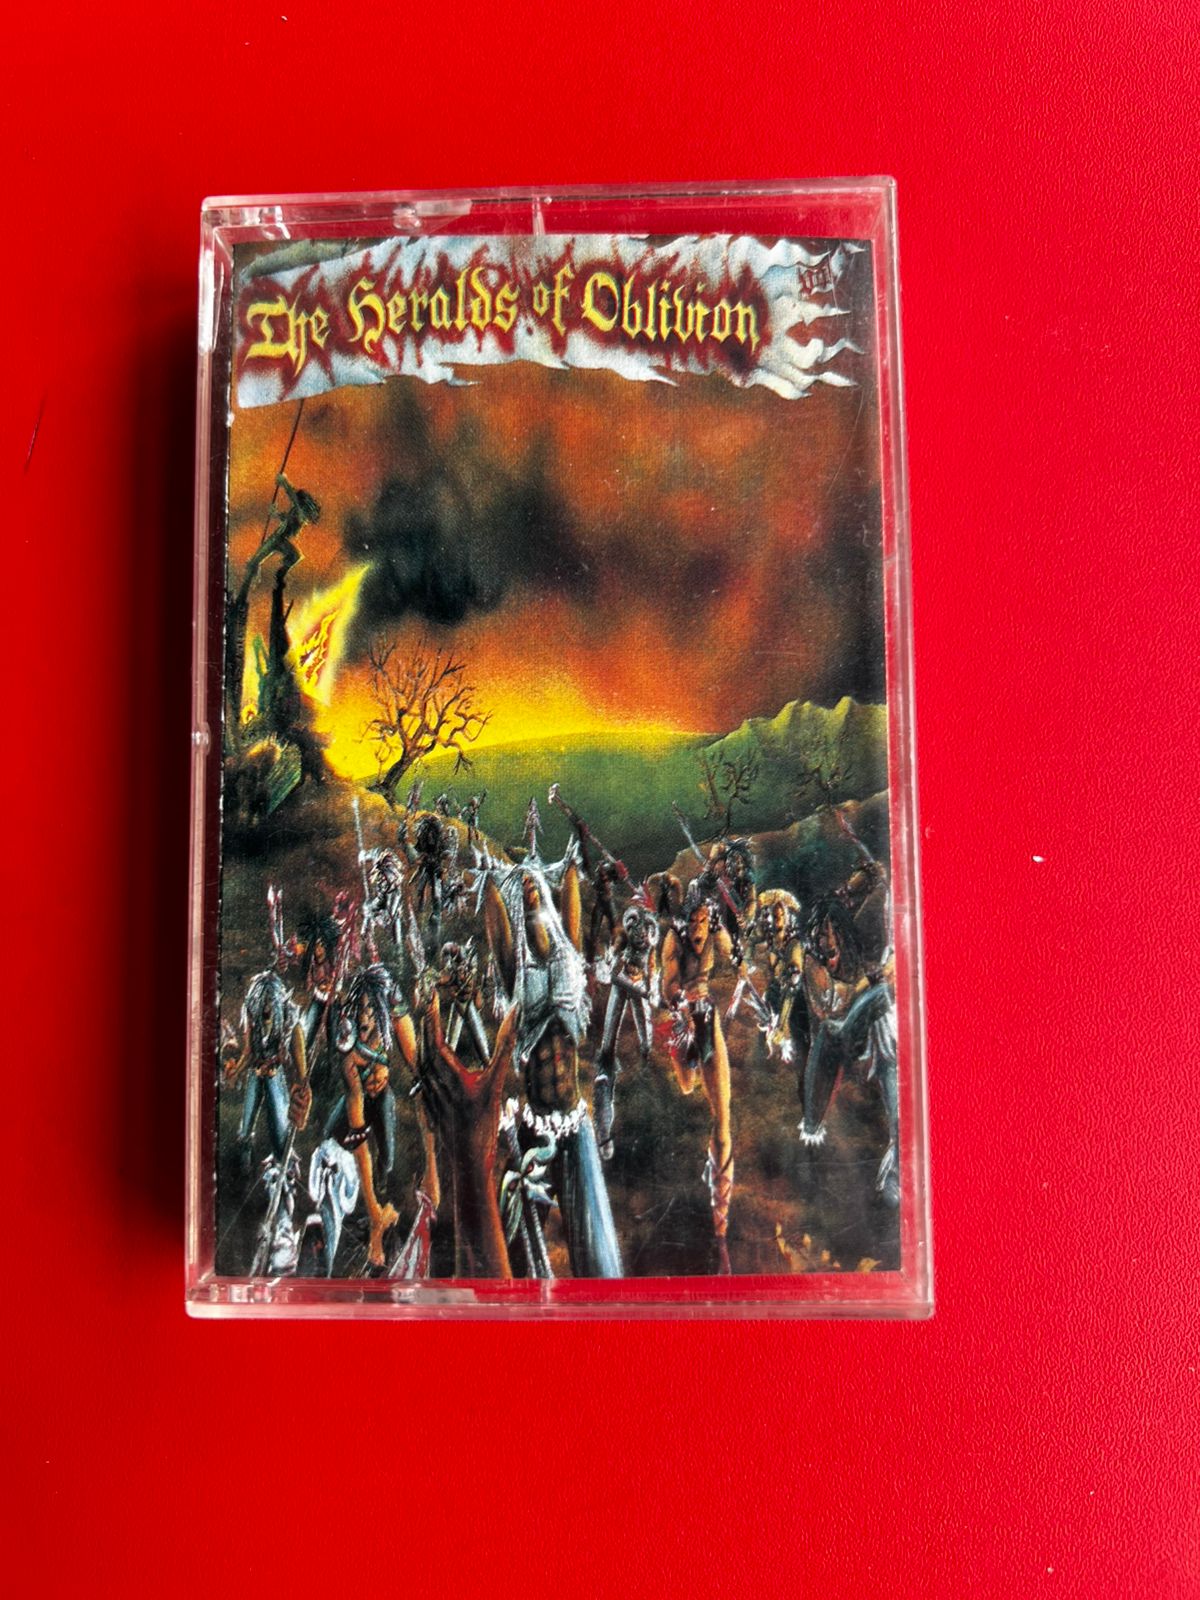 The Heralds of Oblivion